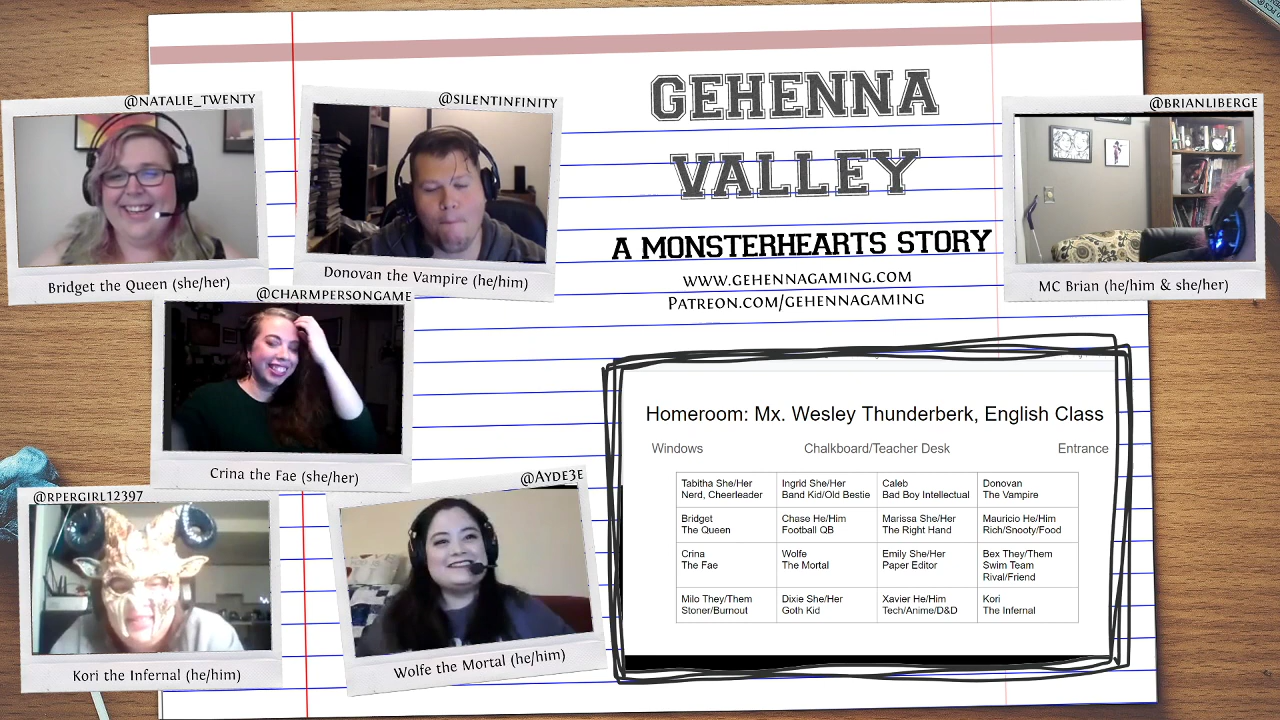 @NATALIE_TWENTY
Bridget the Queen (she/her)
@SILENTINFINITY
Donovan the Vampire (he/him)
@CHARMPERSONGAME
Crina the Fae (she/her)
@RPERGIRL12397
Kori the Infernal (he/him)
@AYDE3E
Wolfe the Mortal (he/him)
GEHENNA
VALLEY
A MONSTERHEARTS STORY
WWW.GEHENNAGAMING.COM
PATREON.COM/GEHENNAGAMING
@BRIANLIBERGE
MC Brian (he/him & she/her)
Homeroom: Mx. Wesley Thunderberk, English Class
Windows Chalkboard/Teacher Desk Entrance
Tabitha She/Her Ingrid She/Her Caleb Donovan
Nerd, Cheerleader Band Kid/Old Bestie Bad Boy Intellectual The Vampire
Bridget Chase He/Him Marissa She/Her Mauricio He/Him
The Queen Football QB The Right Hand Rich/Snooty/Food
Crina Wolfe Emily She/Her Bex They/Them
The Fae The Mortal Paper Editor Swim Team
Rival/Friend
Milo They/Them Dixie She/Her Xavier He/Him Kori
Stoner/Burnout Goth Kid Tech/Anime/D&D The Infernal